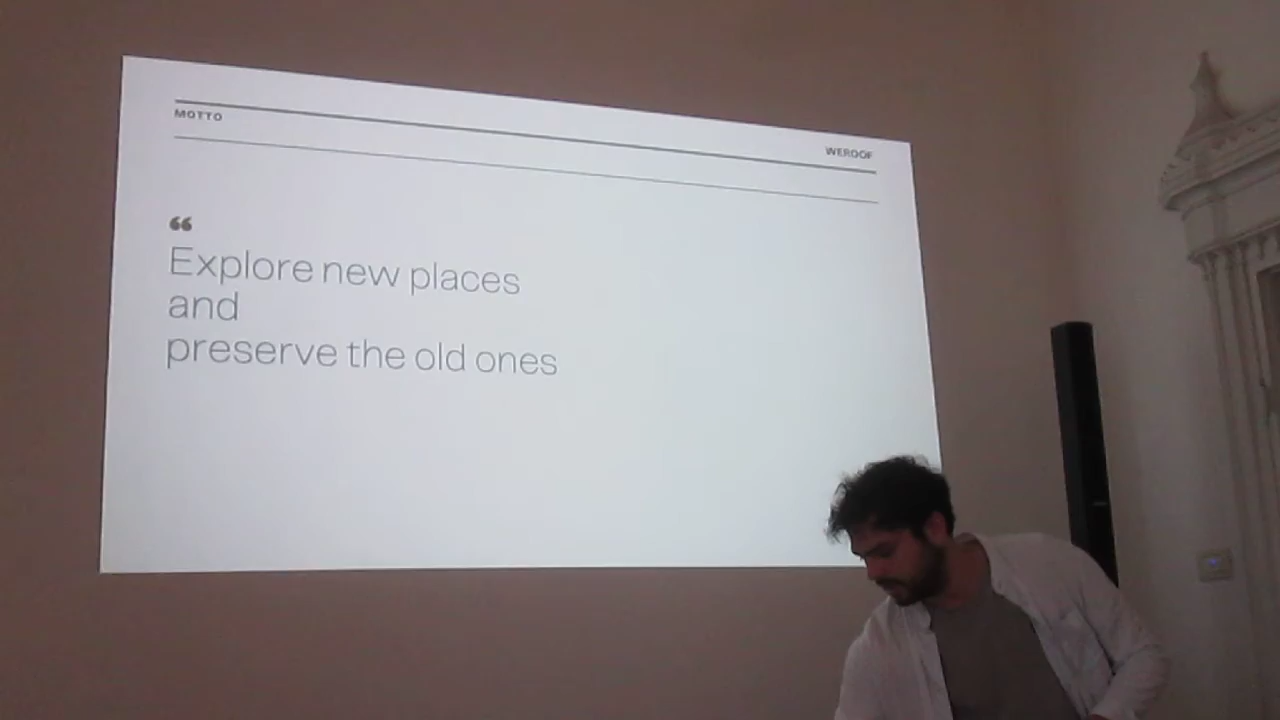 MOTTO
WEROOF
“
Explore new places
and
preserve the old ones